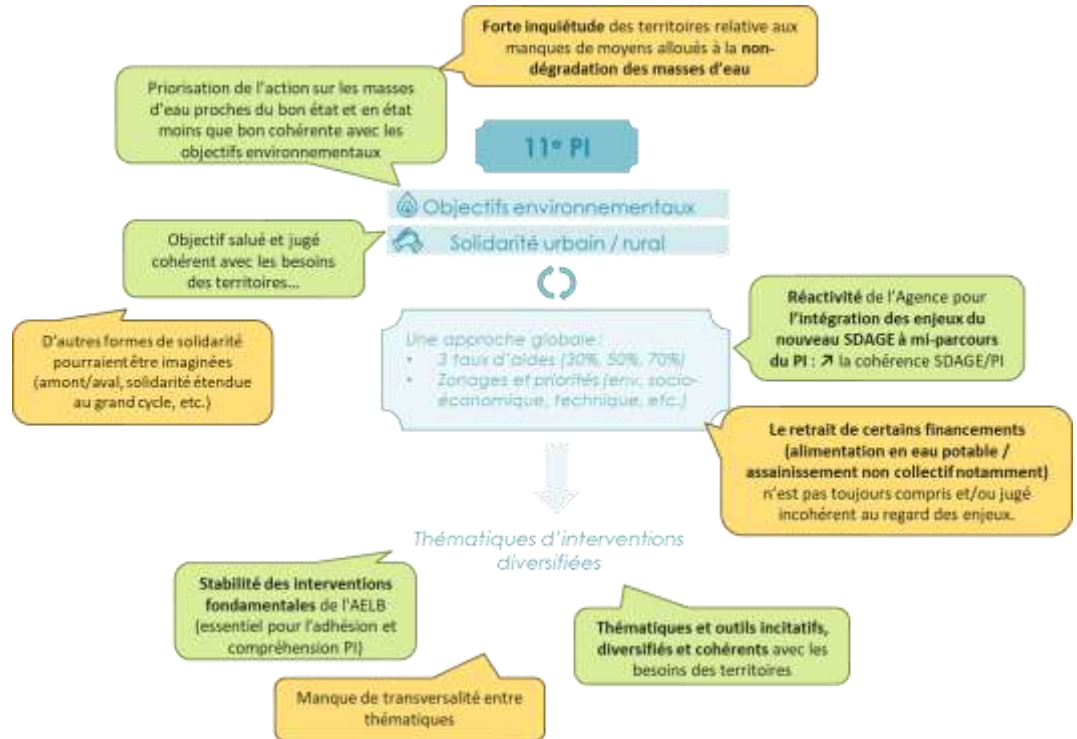 Forte inquiétude des territoires relative aux
manques de moyens alloués à la non-
dégradation des masses d'eau
Priorisation de l'action sur les masses
d'eau proches du bon état et en état
moins que bon cohérente avec les
objectifs environnementaux
11e PI
Objectifs environnementaux
Solidarité urbain / rural
Objectif salué et jugé
cohérent avec les besoins
des territoires...
D'autres formes de solidarité
pourraient être imaginées
(amont/aval, solidarité étendue
au grand cycle, etc.)
Une approche globale :
• 3 taux d'aides (30%, 50%, 70%)
• Zonages et priorités (env, socio-
économique, technique, etc.)
Réactivité de l'Agence pour
l'intégration des enjeux du
nouveau SDAGE à mi-parcours
du PI : ↗ la cohérence SDAGE/PI
Le retrait de certains financements
(alimentation en eau potable /
assainissement non collectif notamment)
n'est pas toujours compris et/ou jugé
incohérent au regard des enjeux.
Thématiques d'interventions
diversifiées
Stabilité des interventions
fondamentales de l'AELB
(essentiel pour l'adhésion et
compréhension PI)
Thématiques et outils incitatifs,
diversifiés et cohérents avec les
besoins des territoires
Manque de transversalité entre
thématiques